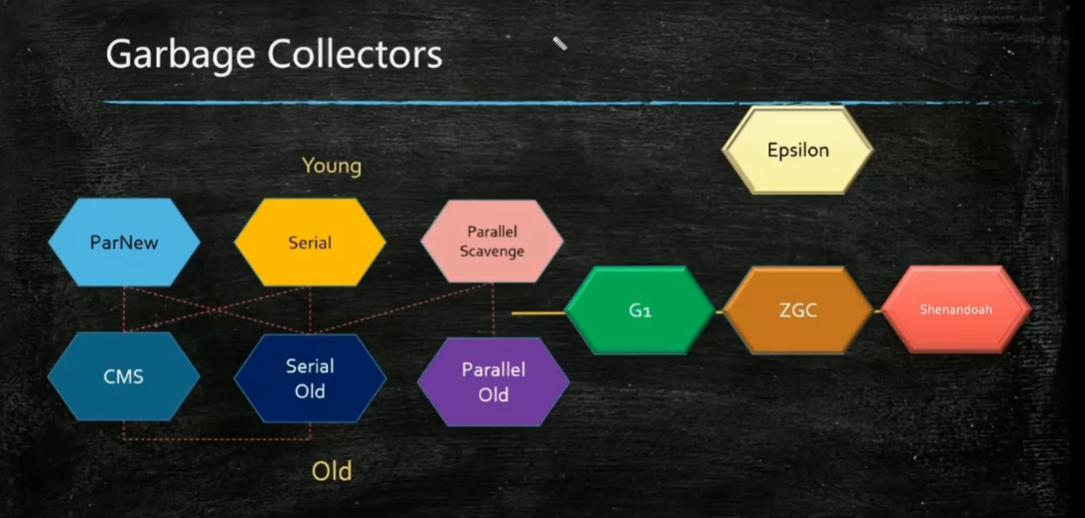 Garbage Collectors
Epsilon
Young
ParNew
Serial
Parallel
Scavenge
G1
ZGC
Shenandoah
CMS
Serial
Old
Parallel
Old
Old